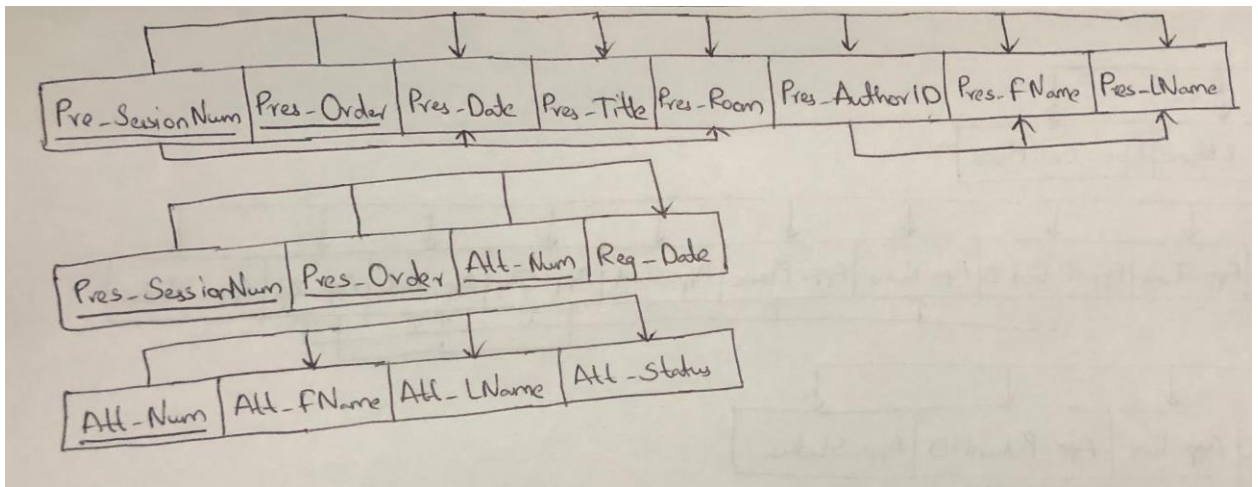 Pre_SessionNum Pres_Order Pres_Date Pres_Title Pres_Room Pres_AuthorID Pres_fName Pres_LName
Pres_SessionNum Pres_Order Att_Num Reg_Date
Att_Num Att_FName Att_LName Att_Status